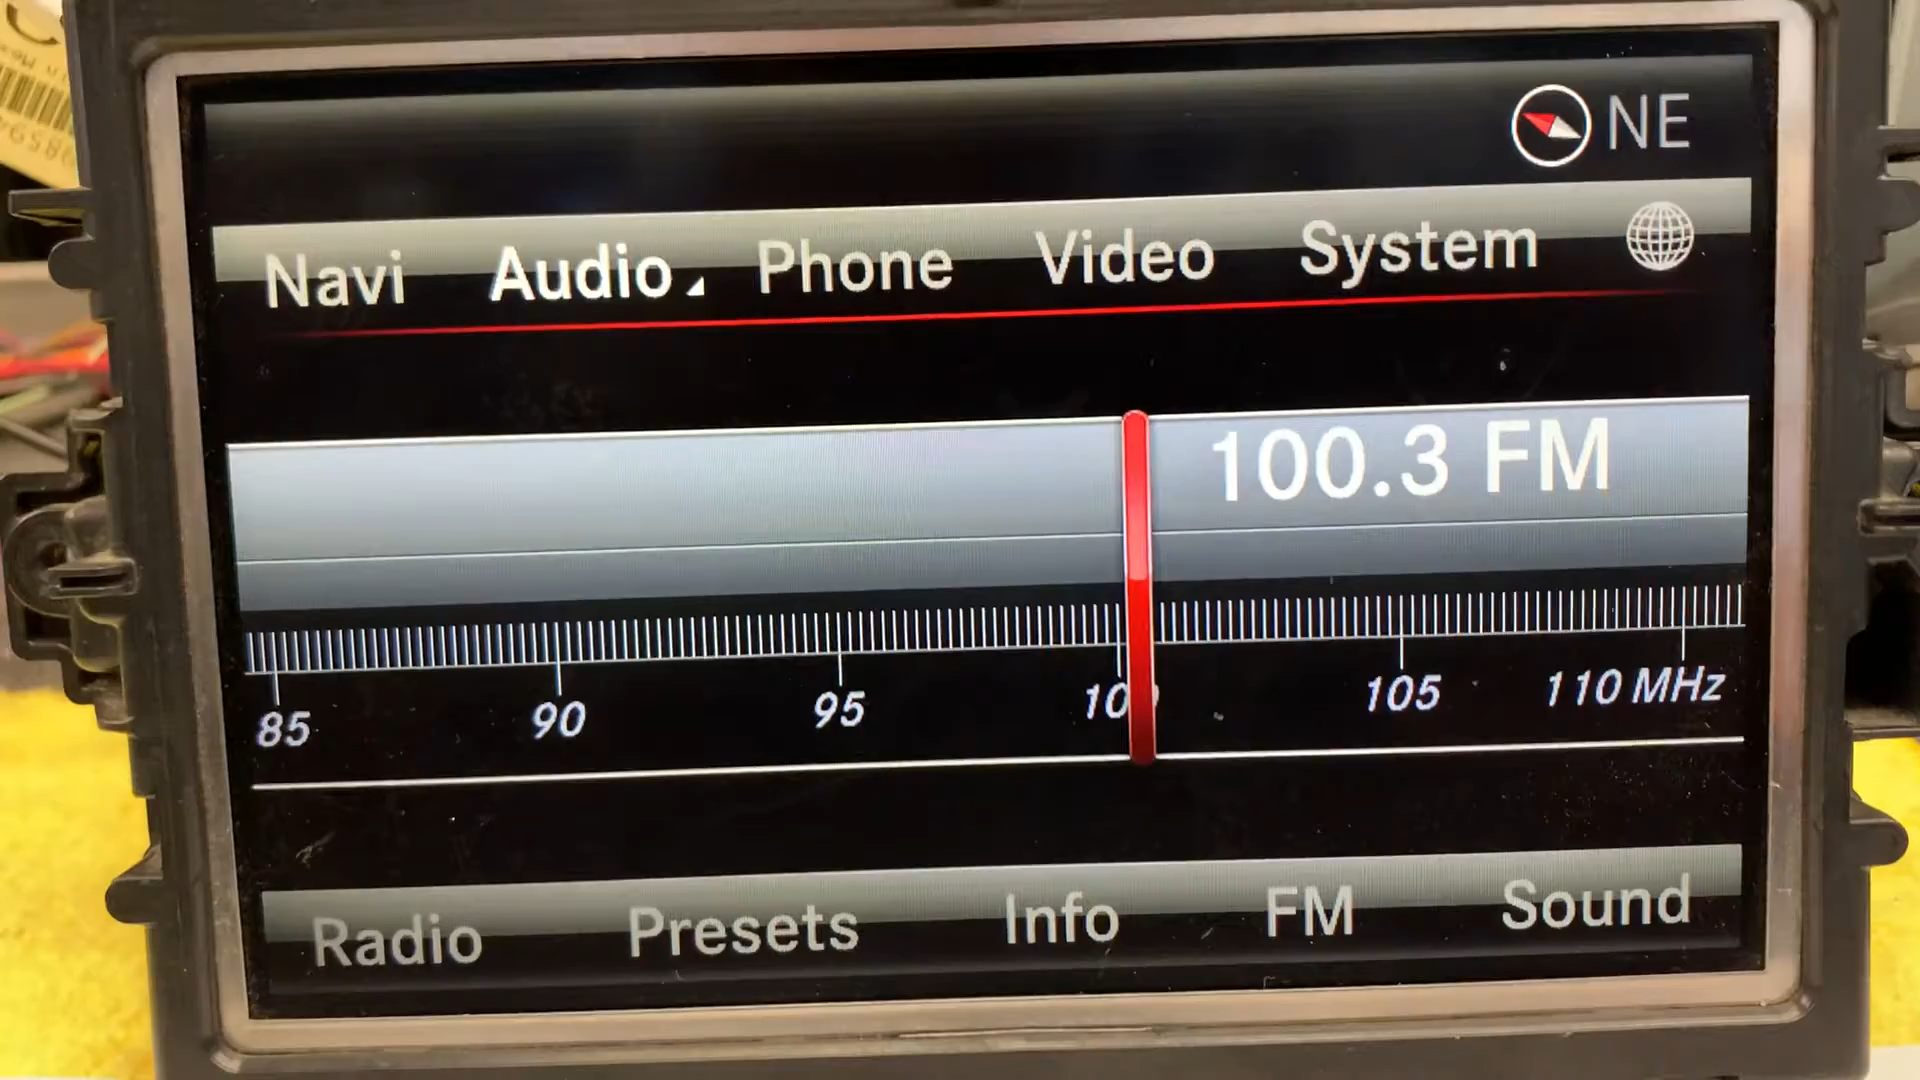 NE
Navi Audio Phone Video System
100.3 FM
85 90 95 100 105 110 MHz
Radio Presets Info FM Sound